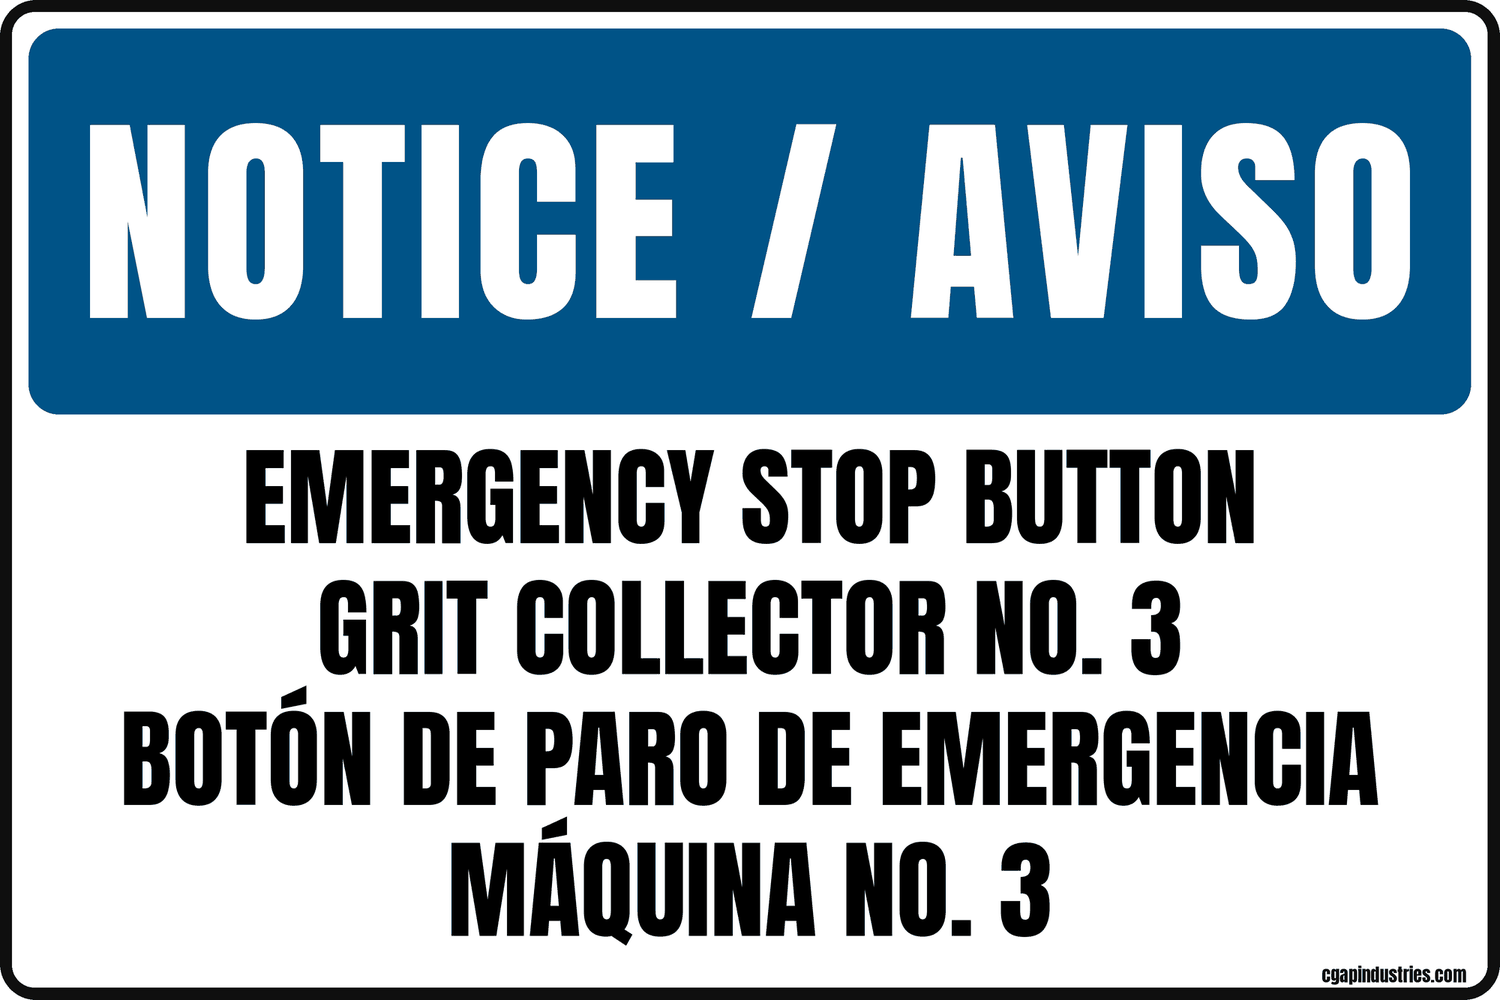 NOTICE / AVISO
EMERGENCY STOP BUTTON
GRIT COLLECTOR NO. 3
BOTÓN DE PARO DE EMERGENCIA
MÁQUINA NO. 3
cgapindustries.com